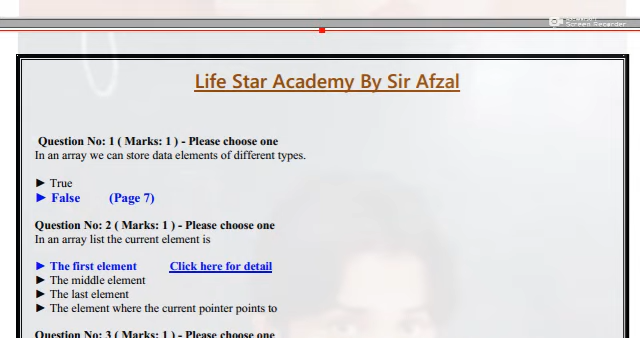 Screen Recorder
Life Star Academy By Sir Afzal
Question No: 1 ( Marks: 1 ) - Please choose one
In an array we can store data elements of different types.
► True
► False (Page 7)
Question No: 2 ( Marks: 1 ) - Please choose one
In an array list the current element is
► The first element Click here for detail
► The middle element
► The last element
► The element where the current pointer points to
Question No: 3 ( Marks: 1 ) - Please choose one